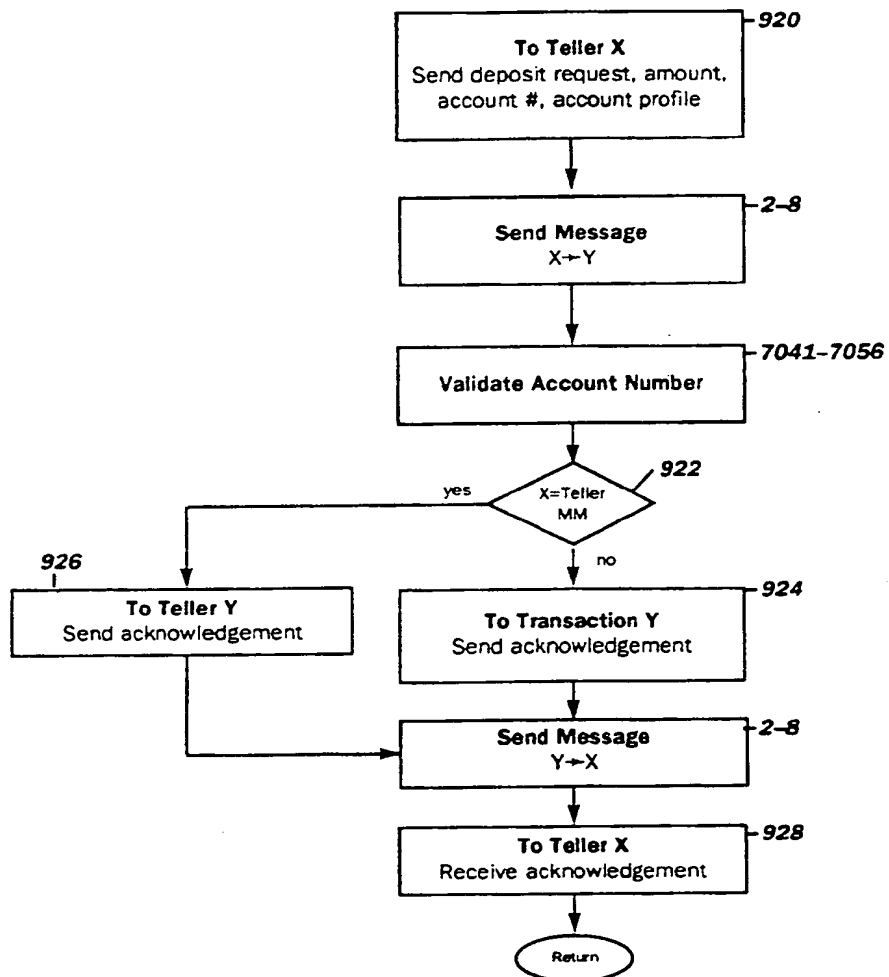 920
To Teller X
Send deposit request, amount,
account #, account profile
2–8
Send Message
X→Y
7041–7056
Validate Account Number
922
X=Teller
MM
yes
no
926
To Teller Y
Send acknowledgement
924
To Transaction Y
Send acknowledgement
2–8
Send Message
Y→X
928
To Teller X
Receive acknowledgement
Return